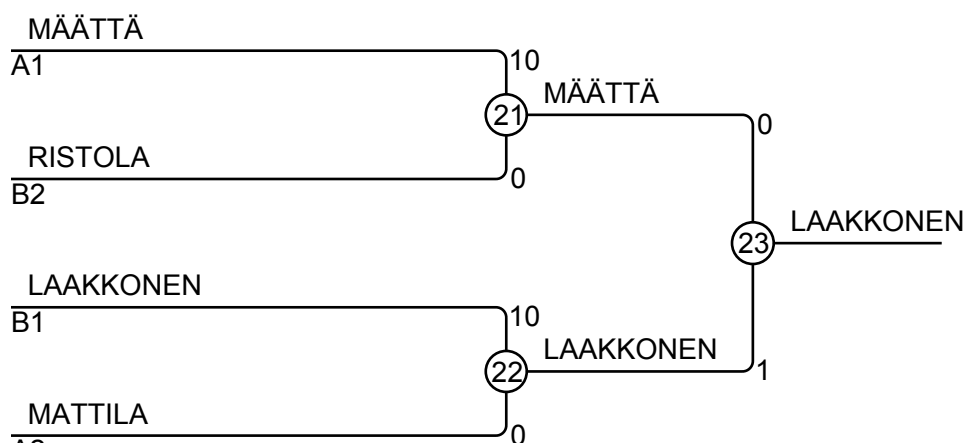 MÄÄTTÄ
A1
10
21
MÄÄTTÄ
0
RISTOLA
B2
0
23
LAAKKONEN
LAAKKONEN
B1
10
22
LAAKKONEN
1
MATTILA
0